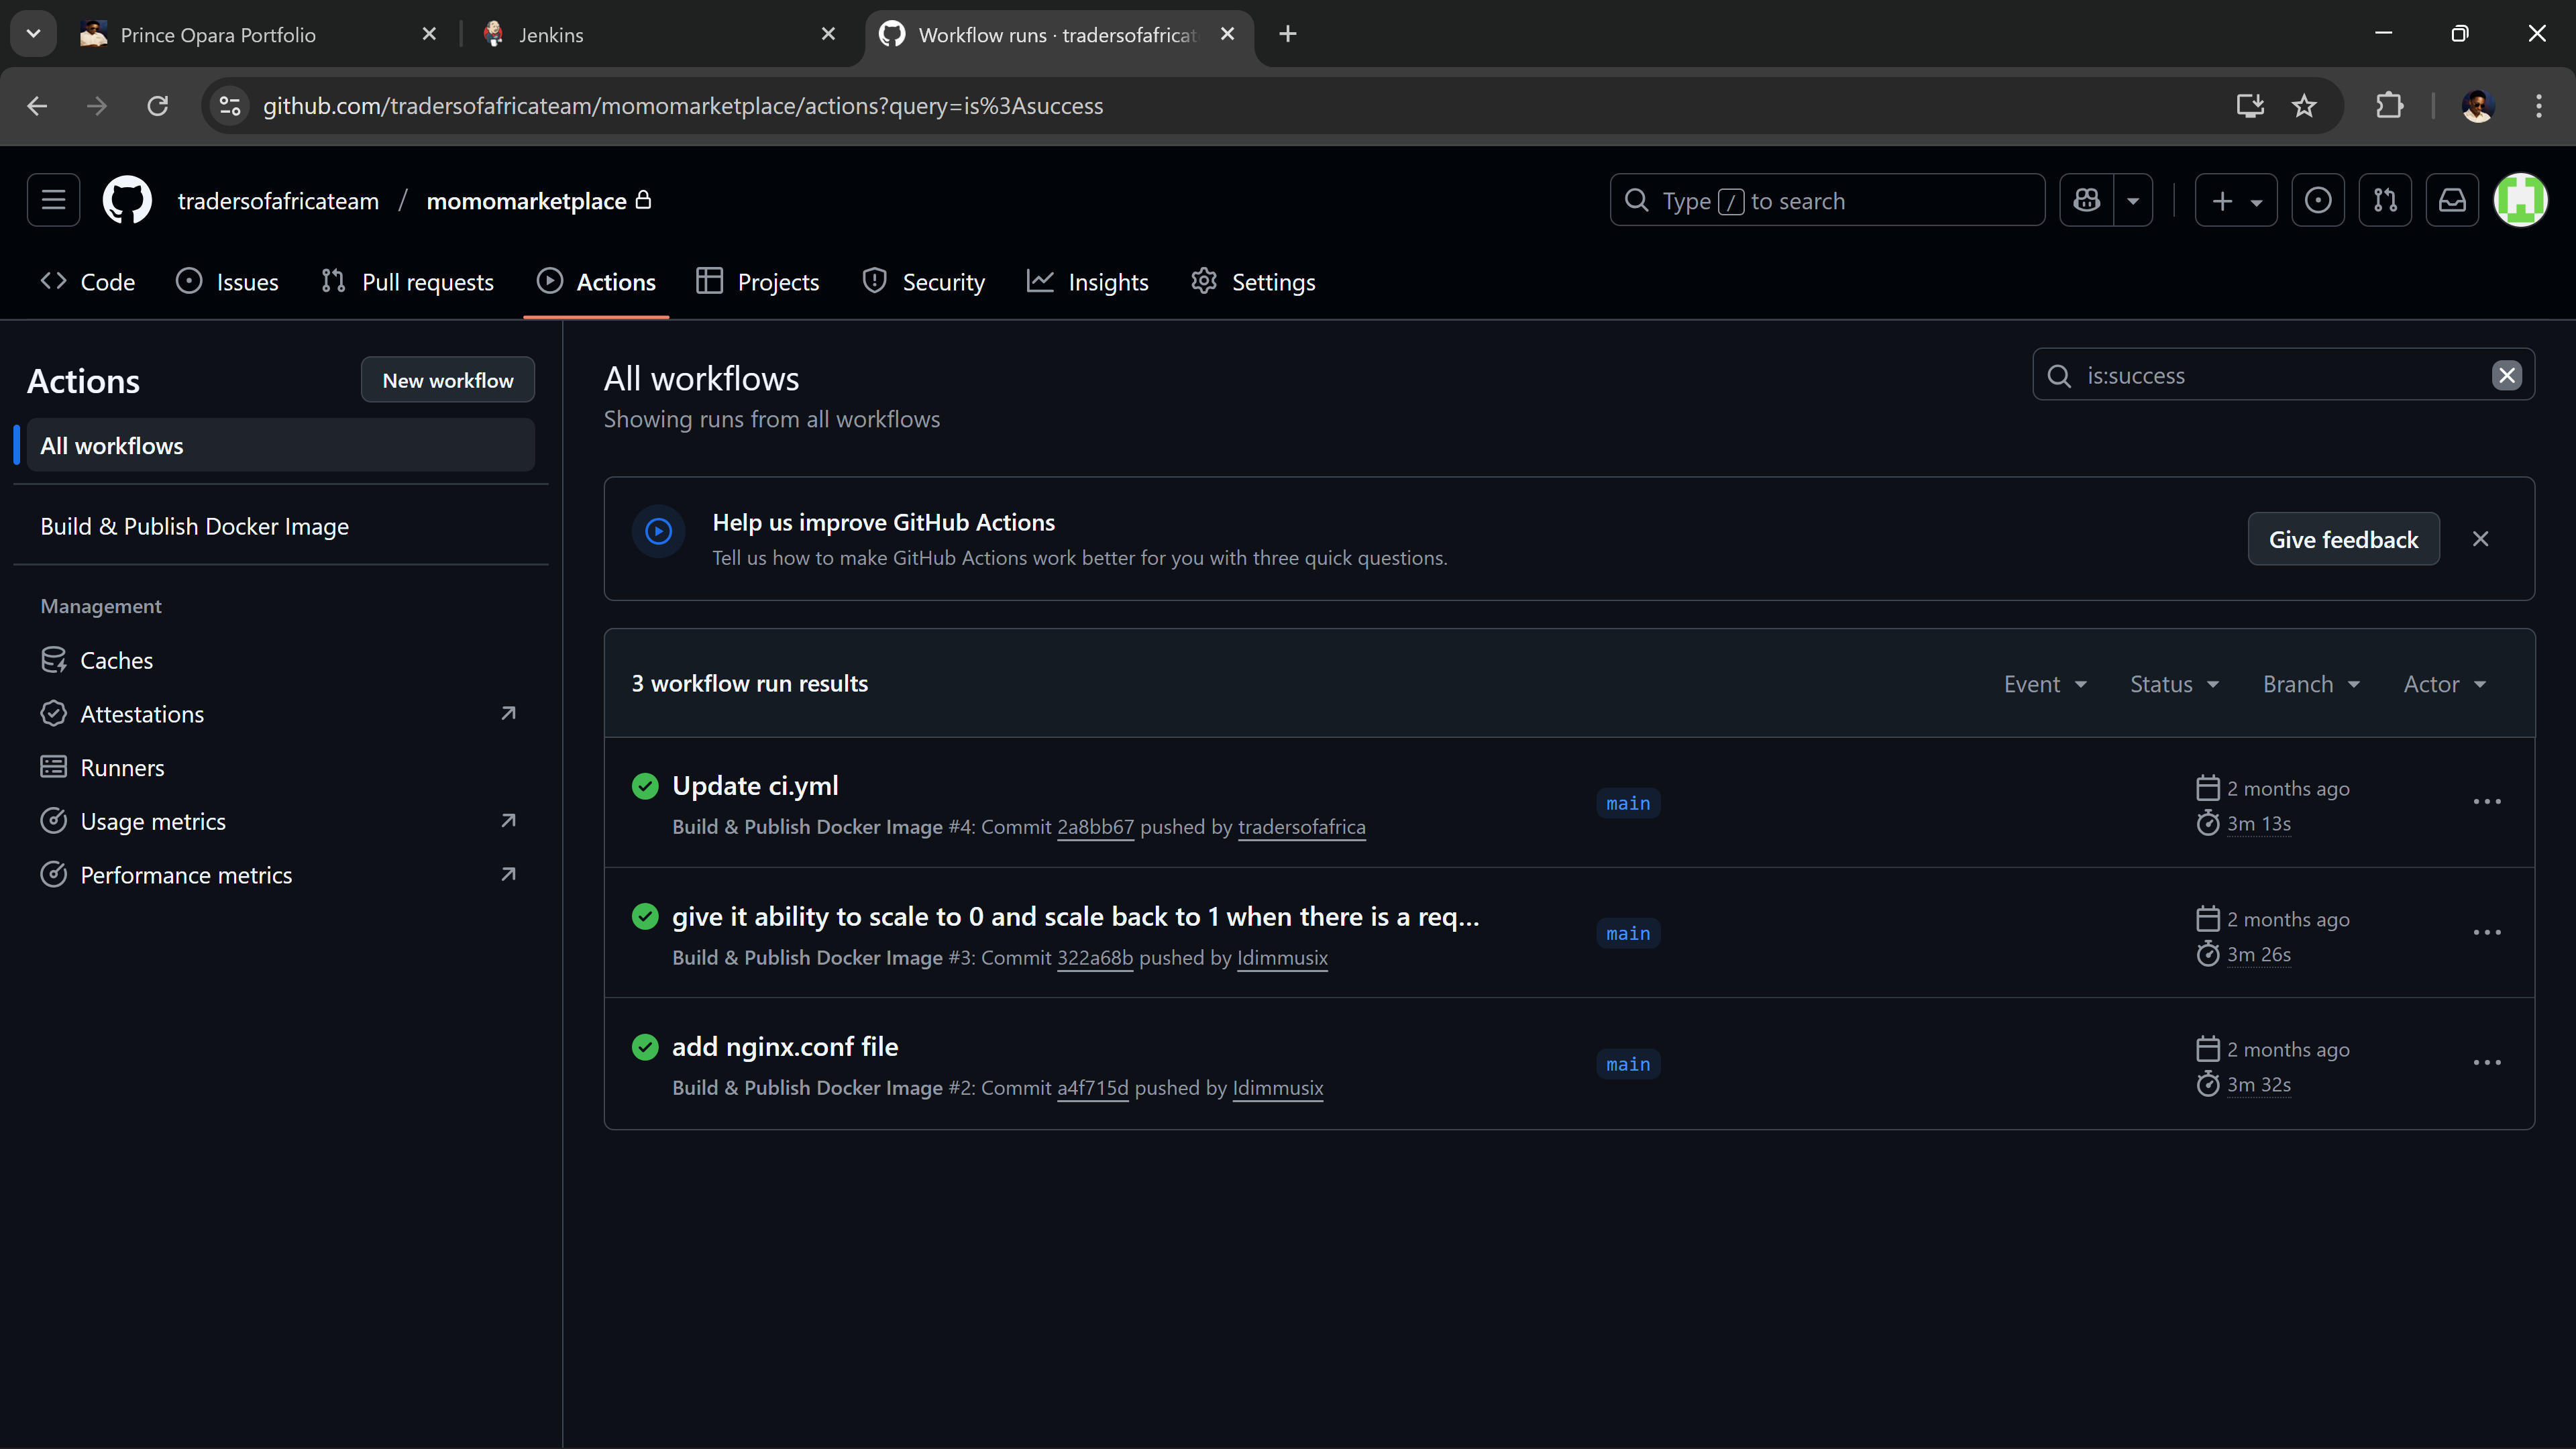 Prince Opara Portfolio
Jenkins
Workflow runs · tradersofafricat
github.com/tradersofafricateam/momomarketplace/actions?query=is%3Asuccess
tradersofafricateam / momomarketplace
Type / to search
Code
Issues
Pull requests
Actions
Projects
Security
Insights
Settings
Actions
New workflow
All workflows
Build & Publish Docker Image
Management
Caches
Attestations
Runners
Usage metrics
Performance metrics
All workflows
Showing runs from all workflows
is:success
Help us improve GitHub Actions
Tell us how to make GitHub Actions work better for you with three quick questions.
Give feedback
3 workflow run results
Event
Status
Branch
Actor
Update ci.yml
Build & Publish Docker Image #4: Commit 2a8bb67 pushed by tradersofafrica
main
2 months ago
3m 13s
give it ability to scale to 0 and scale back to 1 when there is a req...
Build & Publish Docker Image #3: Commit 322a68b pushed by Idimmusix
main
2 months ago
3m 26s
add nginx.conf file
Build & Publish Docker Image #2: Commit a4f715d pushed by Idimmusix
main
2 months ago
3m 32s